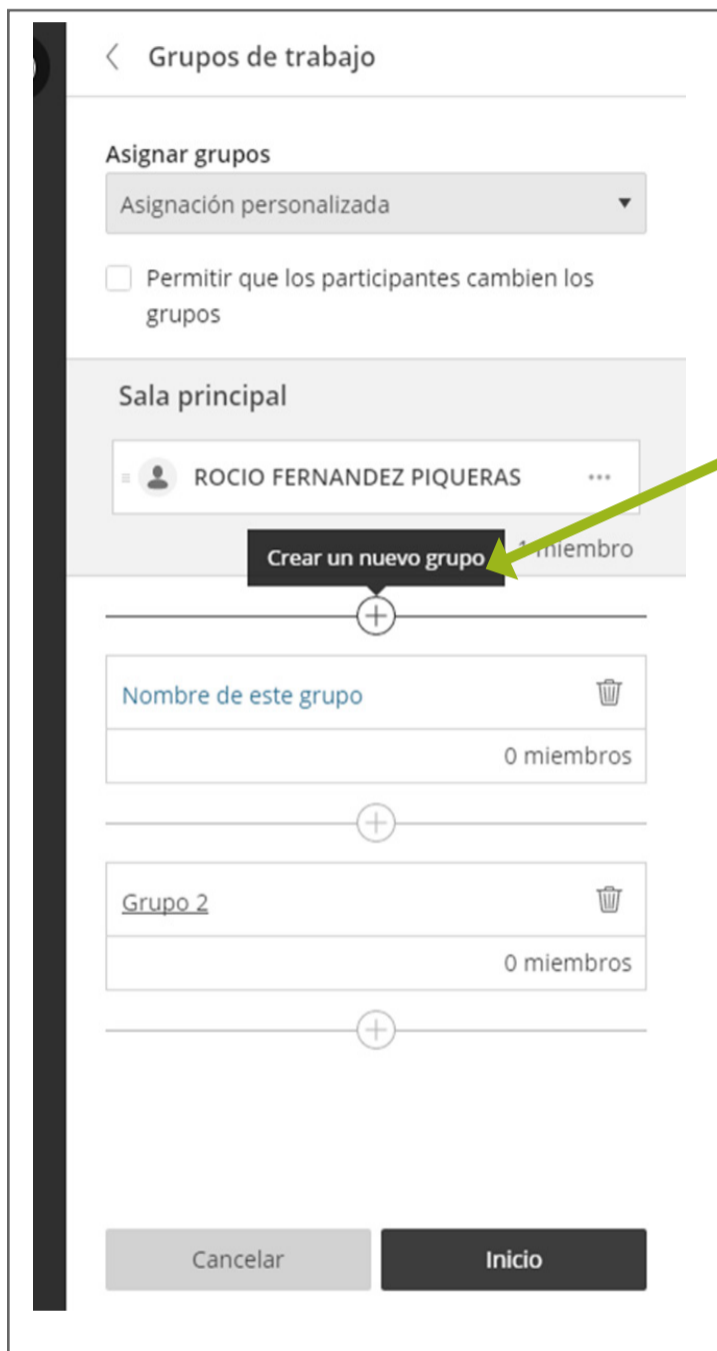 Grupos de trabajo
Asignar grupos
Asignación personalizada
Permitir que los participantes cambien los
grupos
Sala principal
ROCIO FERNANDEZ PIQUERAS
1 miembro
Crear un nuevo grupo
Nombre de este grupo
0 miembros
Grupo 2
0 miembros
Cancelar
Inicio